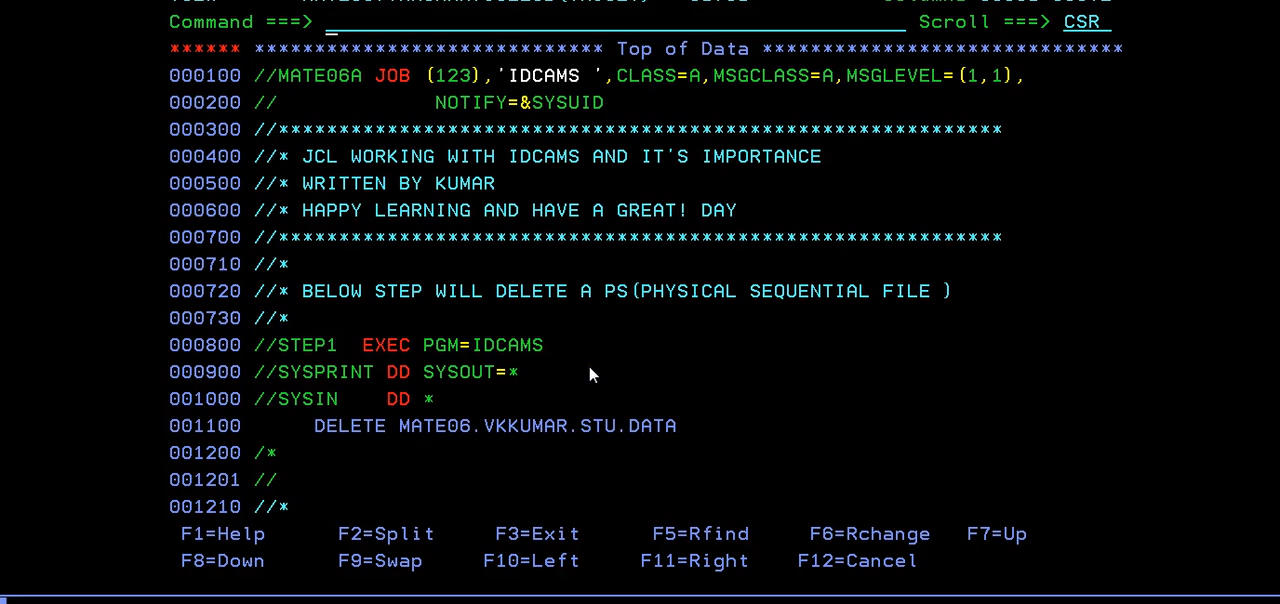 Command ===> Scroll ===> CSR
****** ***************************** Top of Data ******************************
000100 //MATE06A JOB (123),'IDCAMS ',CLASS=A,MSGCLASS=A,MSGLEVEL=(1,1),
000200 // NOTIFY=&SYSUID
000300 //************************************************************
000400 //* JCL WORKING WITH IDCAMS AND IT'S IMPORTANCE
000500 //* WRITTEN BY KUMAR
000600 //* HAPPY LEARNING AND HAVE A GREAT! DAY
000700 //************************************************************
000710 //*
000720 //* BELOW STEP WILL DELETE A PS(PHYSICAL SEQUENTIAL FILE )
000730 //*
000800 //STEP1 EXEC PGM=IDCAMS
000900 //SYSPRINT DD SYSOUT=*
001000 //SYSIN DD *
001100 DELETE MATE06.VKKUMAR.STU.DATA
001200 /*
001201 //
001210 //*
F1=Help F2=Split F3=Exit F5=Rfind F6=Rchange F7=Up
F8=Down F9=Swap F10=Left F11=Right F12=Cancel